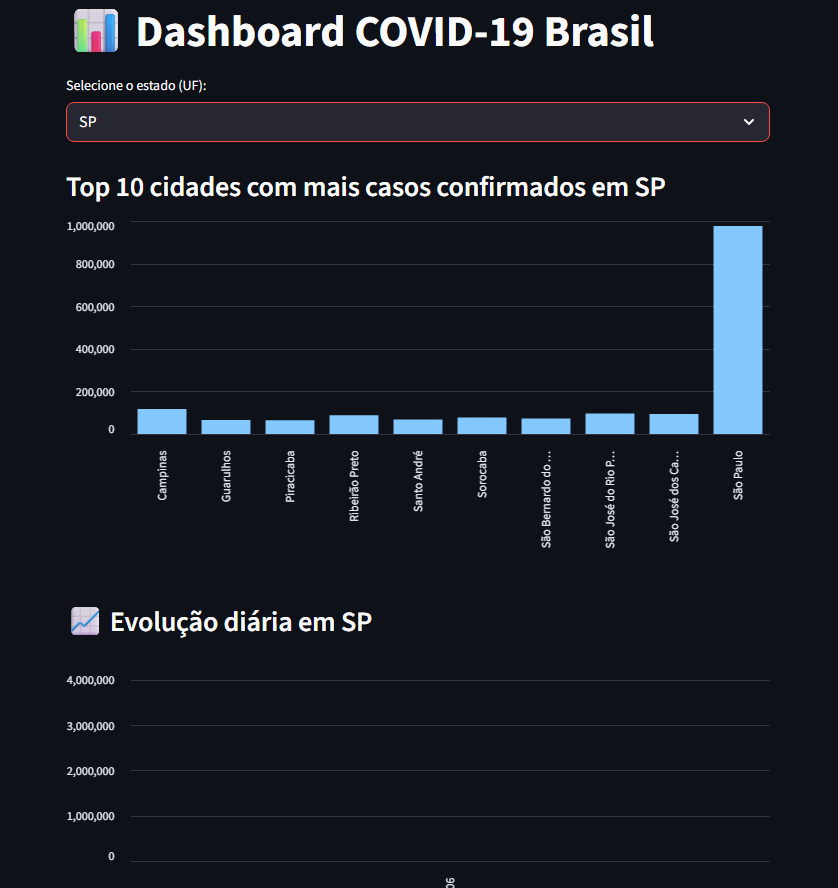 Dashboard COVID-19 Brasil
Selecione o estado (UF):
SP
Top 10 cidades com mais casos confirmados em SP
1,000,000
800,000
600,000
400,000
200,000
0
Campinas
Guarulhos
Piracicaba
Ribeirão Preto
Santo André
Sorocaba
São Bernardo do …
São José do Rio P…
São José dos Ca…
São Paulo
Evolução diária em SP
4,000,000
3,000,000
2,000,000
1,000,000
0